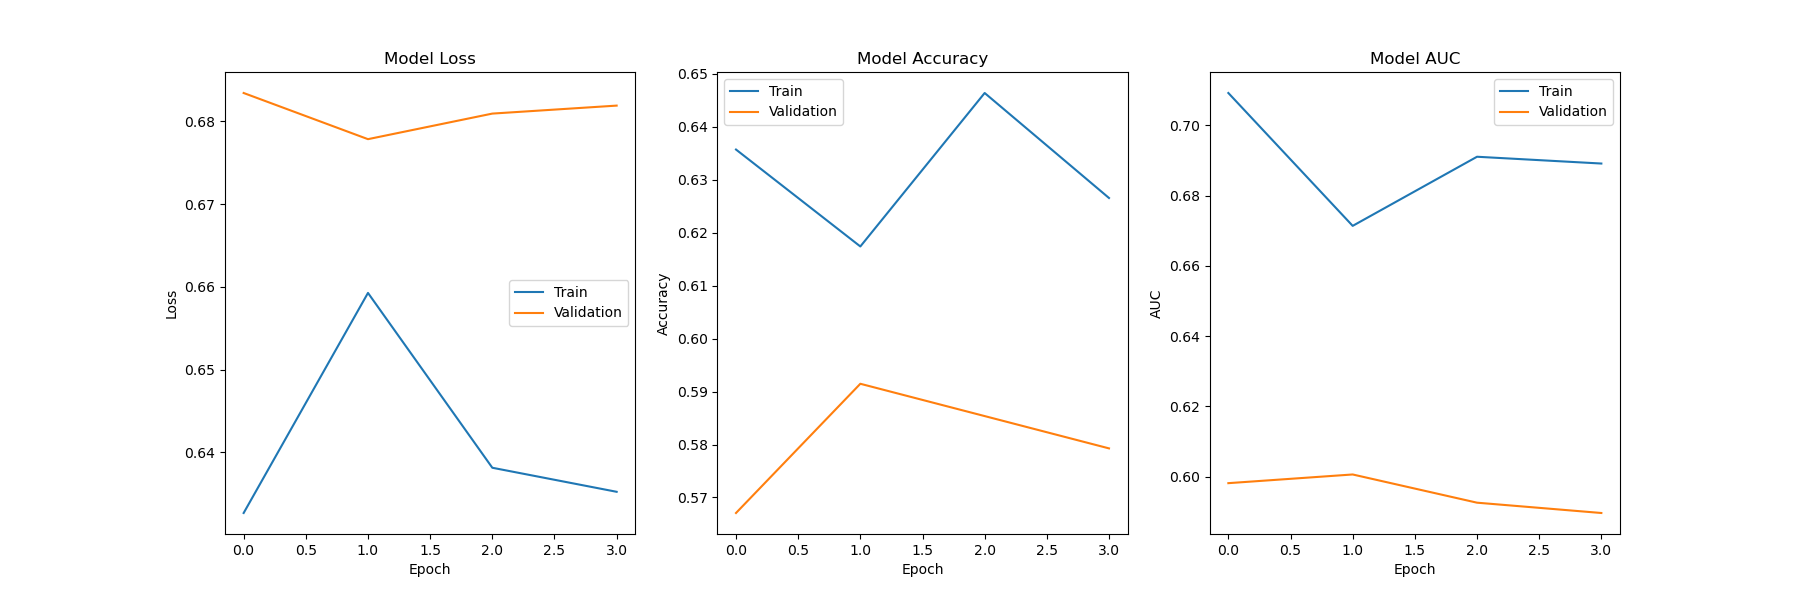 Model Loss
Loss
0.68
0.67
0.66
0.65
0.64
Train
Validation
0.0 0.5 1.0 1.5 2.0 2.5 3.0
Epoch
Model Accuracy
Accuracy
0.65
0.64
0.63
0.62
0.61
0.60
0.59
0.58
0.57
Train
Validation
0.0 0.5 1.0 1.5 2.0 2.5 3.0
Epoch
Model AUC
AUC
0.70
0.68
0.66
0.64
0.62
0.60
Train
Validation
0.0 0.5 1.0 1.5 2.0 2.5 3.0
Epoch